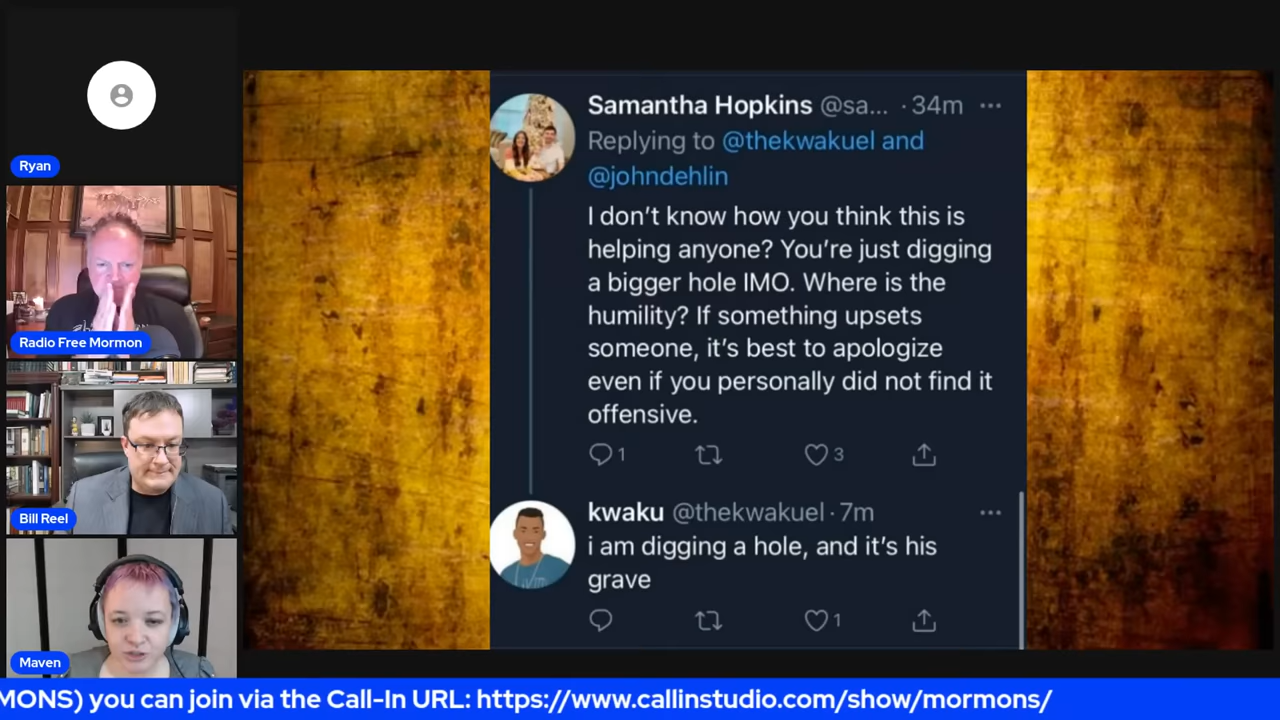 Ryan
Radio Free Mormon
Bill Reel
Maven
Samantha Hopkins @sa... · 34m
Replying to @thekwakuel and
@johndehlin
I don’t know how you think this is
helping anyone? You’re just digging
a bigger hole IMO. Where is the
humility? If something upsets
someone, it’s best to apologize
even if you personally did not find it
offensive.
1 3
kwaku @thekwakuel · 7m
i am digging a hole, and it’s his
grave
1
MONS) you can join via the Call-In URL: https://www.callinstudio.com/show/mormons/